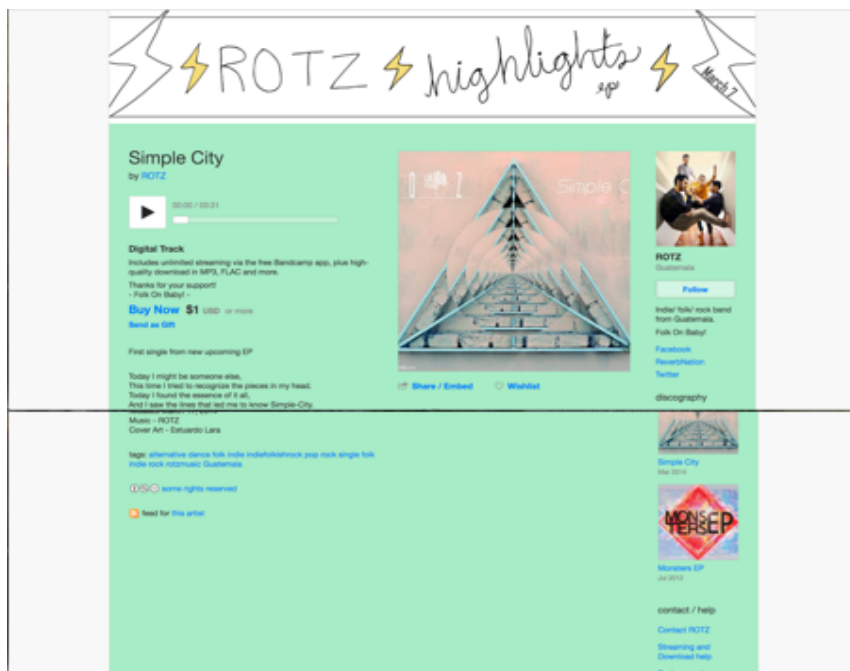 ROTZ highlights ep March 7
Simple City
by ROTZ
00:00 / 03:31
Digital Track
Includes unlimited streaming via the free Bandcamp app, plus high-
quality download in MP3, FLAC and more.
Thanks for your support!
- Folk On Baby! -
Buy Now $1 USD or more
Send as Gift
First single from new upcoming EP
Today I might be someone else,
This time I tried to recognize the pieces in my head.
Today I found the essence of it all,
And I saw the lines that led me to know Simple-City.
Music - ROTZ
Cover Art - Estuardo Lara
tags: alternative dance folk indie indiefolkishrock pop rock single folk
indie rock rotzmusic Guatemala
some rights reserved
feed for this artist
Simple C
Share / Embed Wishlist
ROTZ
Guatemala
Follow
Indie/ folk/ rock band
from Guatemala.
Folk On Baby!
Facebook
ReverbNation
Twitter
discography
Simple City
Mar 2014
MONSTERS EP
Monsters EP
Jul 2012
contact / help
Contact ROTZ
Streaming and
Download help